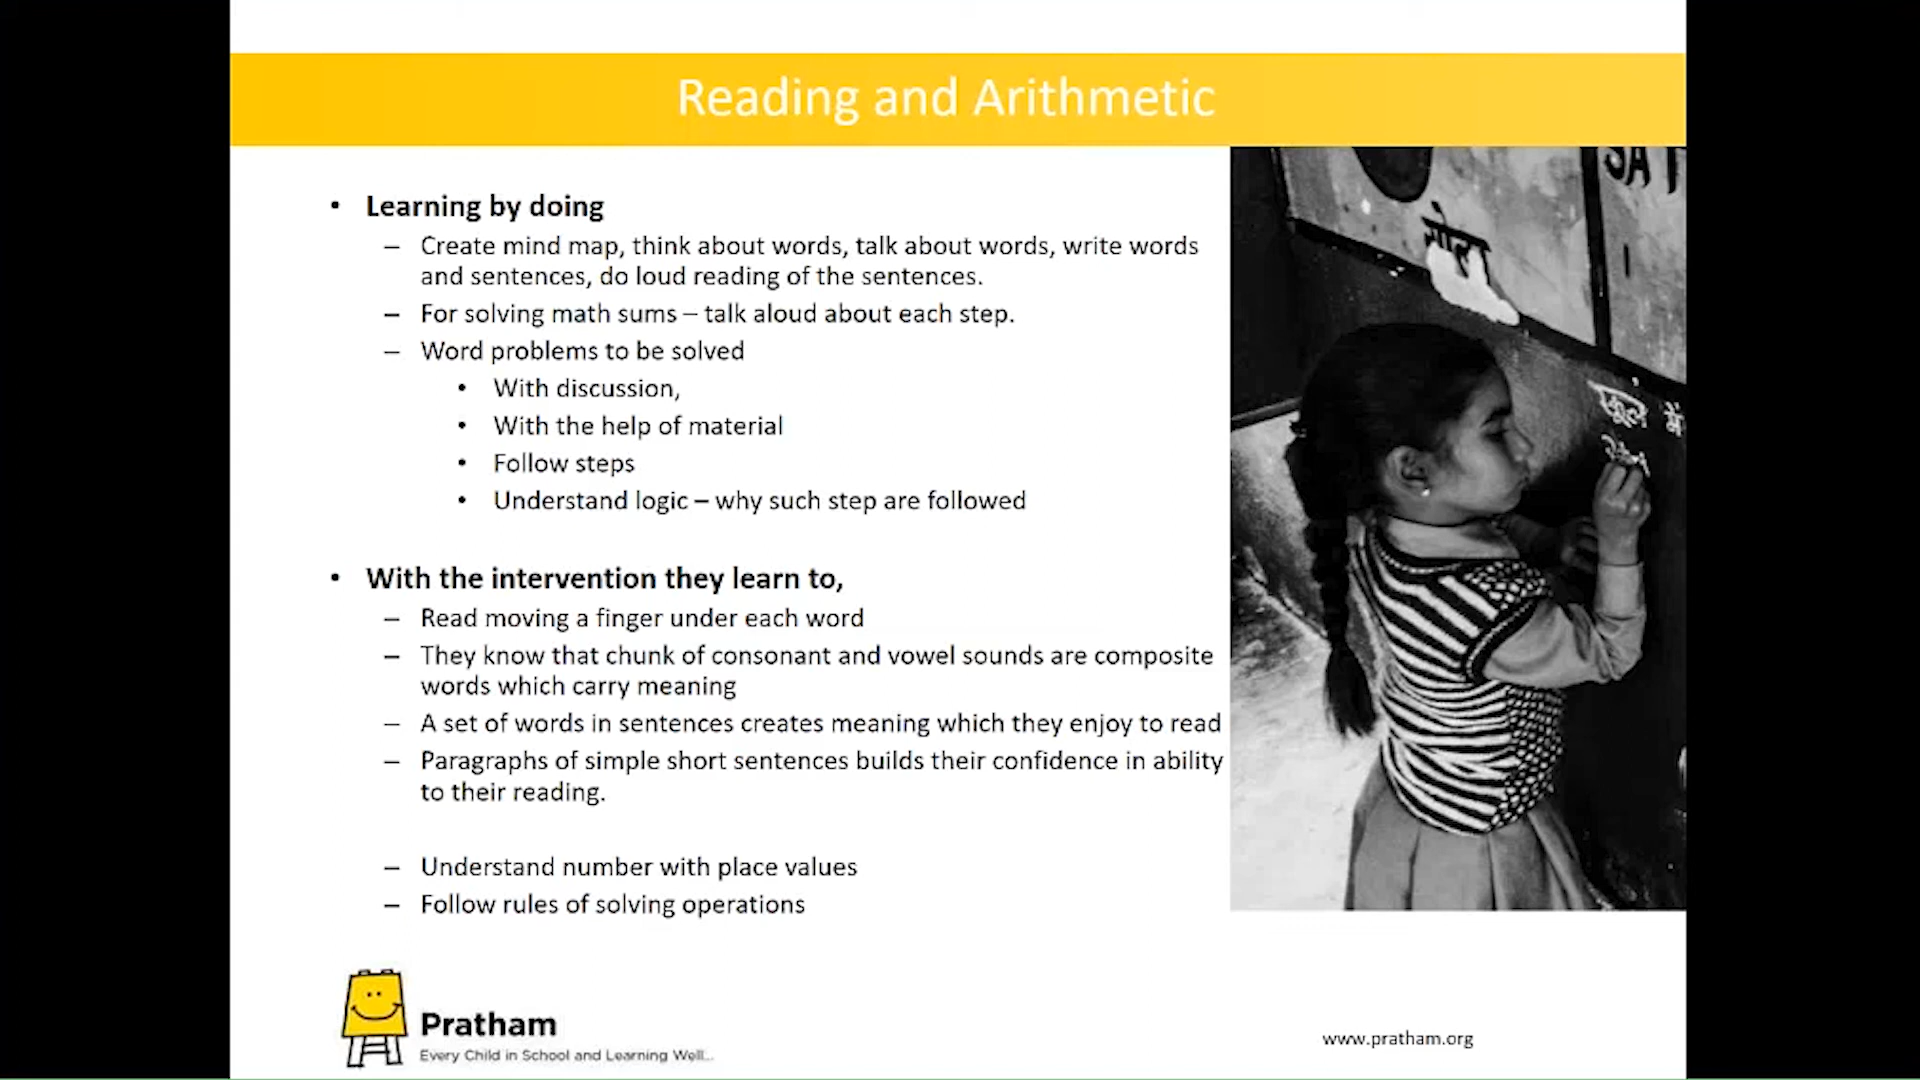 Reading and Arithmetic
• Learning by doing
– Create mind map, think about words, talk about words, write words
and sentences, do loud reading of the sentences.
– For solving math sums – talk aloud about each step.
– Word problems to be solved
• With discussion,
• With the help of material
• Follow steps
• Understand logic – why such step are followed
• With the intervention they learn to,
– Read moving a finger under each word
– They know that chunk of consonant and vowel sounds are composite
words which carry meaning
– A set of words in sentences creates meaning which they enjoy to read
– Paragraphs of simple short sentences builds their confidence in ability
to their reading.
– Understand number with place values
– Follow rules of solving operations
Pratham
Every Child in School and Learning Well...
www.pratham.org